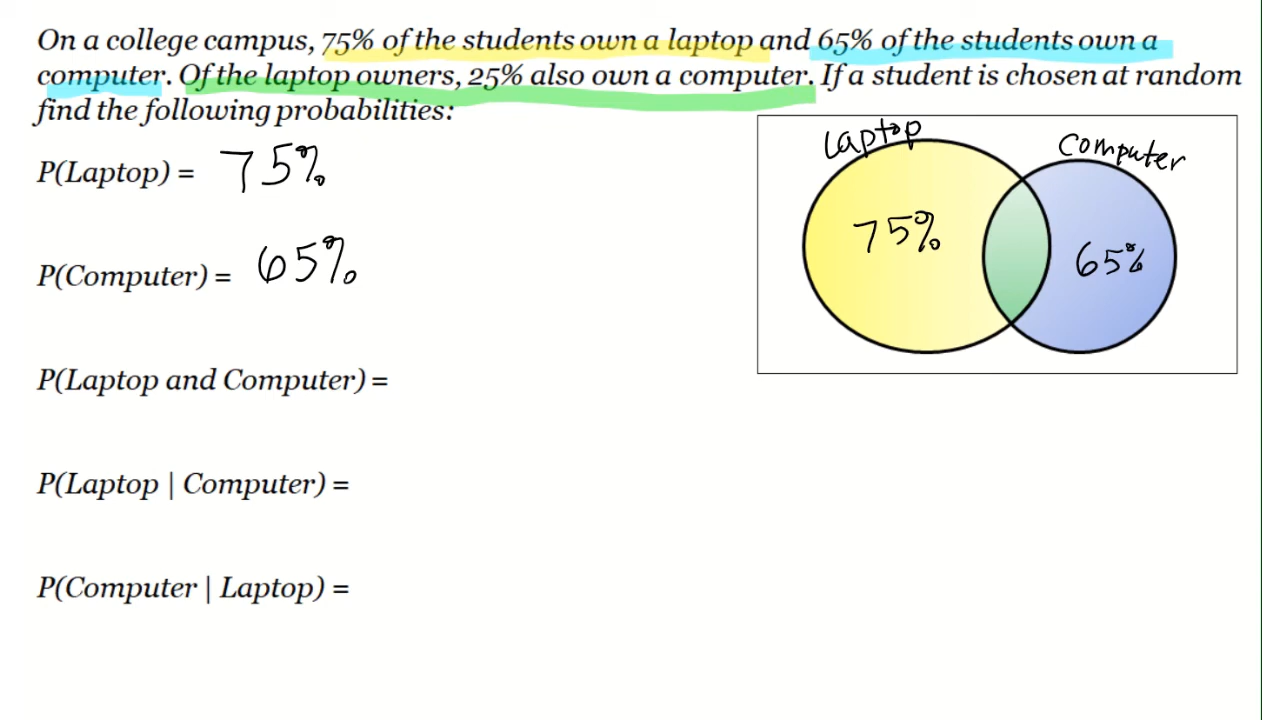 On a college campus, 75% of the students own a laptop and 65% of the students own a
computer. Of the laptop owners, 25% also own a computer. If a student is chosen at random
find the following probabilities:
Laptop
Computer
P(Laptop) = 75%
75%
65%
P(Computer) = 65%
P(Laptop and Computer) =
P(Laptop | Computer) =
P(Computer | Laptop) =